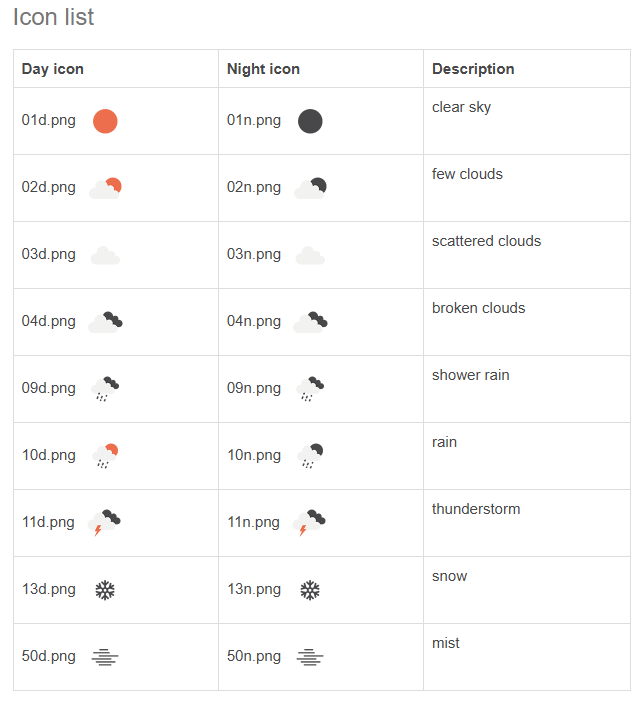 Icon list
Day icon Night icon Description
01d.png 01n.png clear sky
02d.png 02n.png few clouds
03d.png 03n.png scattered clouds
04d.png 04n.png broken clouds
09d.png 09n.png shower rain
10d.png 10n.png rain
11d.png 11n.png thunderstorm
13d.png 13n.png snow
50d.png 50n.png mist